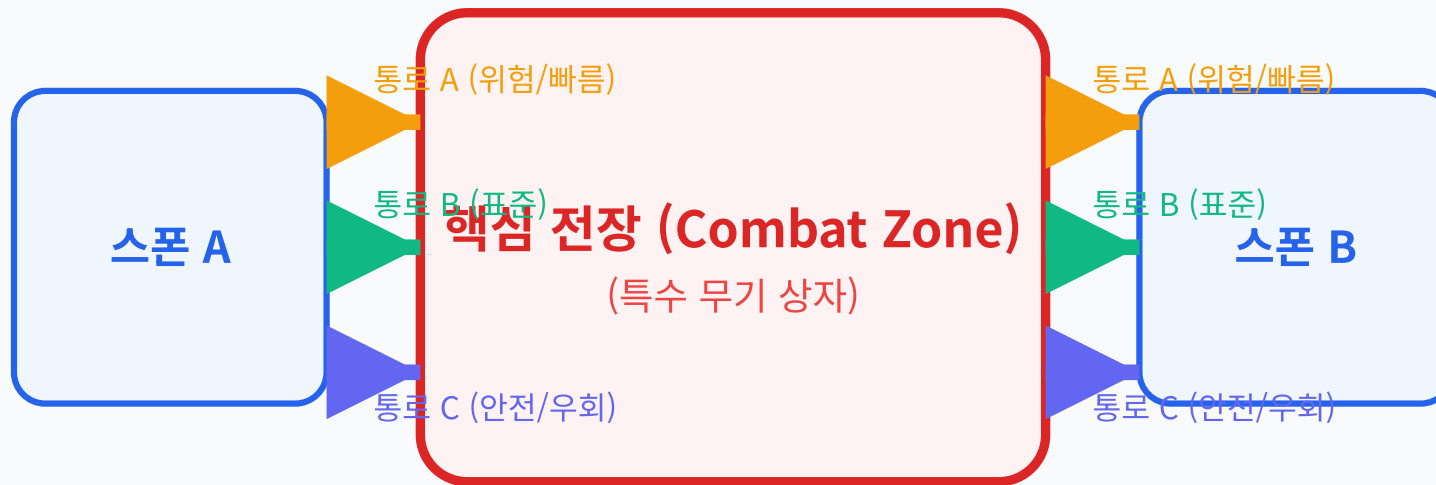 통로 A (위험/빠름)
통로 A (위험/빠름)
통로 B (표준)
통로 B (표준)
핵심 전장 (Combat Zone)
스폰 A
스폰 B
(특수 무기 상자)
통로 C (안전/우회)
통로 C (안전/우회)